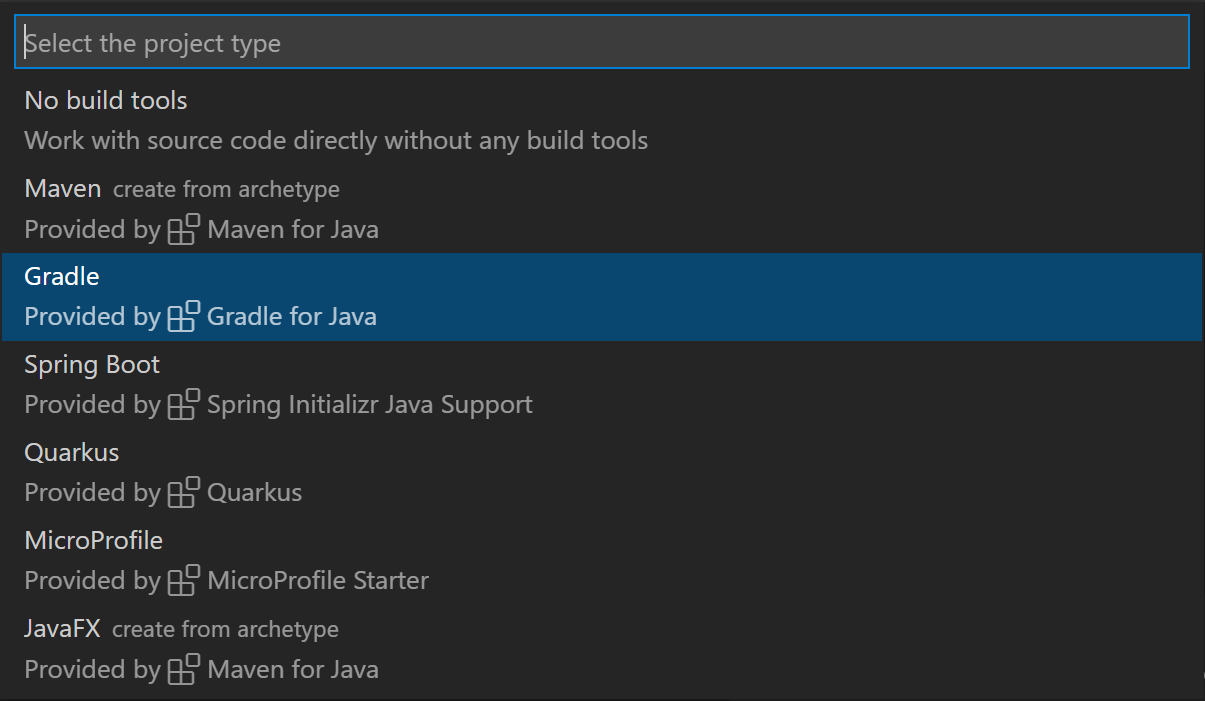 Select the project type
No build tools
Work with source code directly without any build tools
Maven create from archetype
Provided by Maven for Java
Gradle
Provided by Gradle for Java
Spring Boot
Provided by Spring Initializr Java Support
Quarkus
Provided by Quarkus
MicroProfile
Provided by MicroProfile Starter
JavaFX create from archetype
Provided by Maven for Java